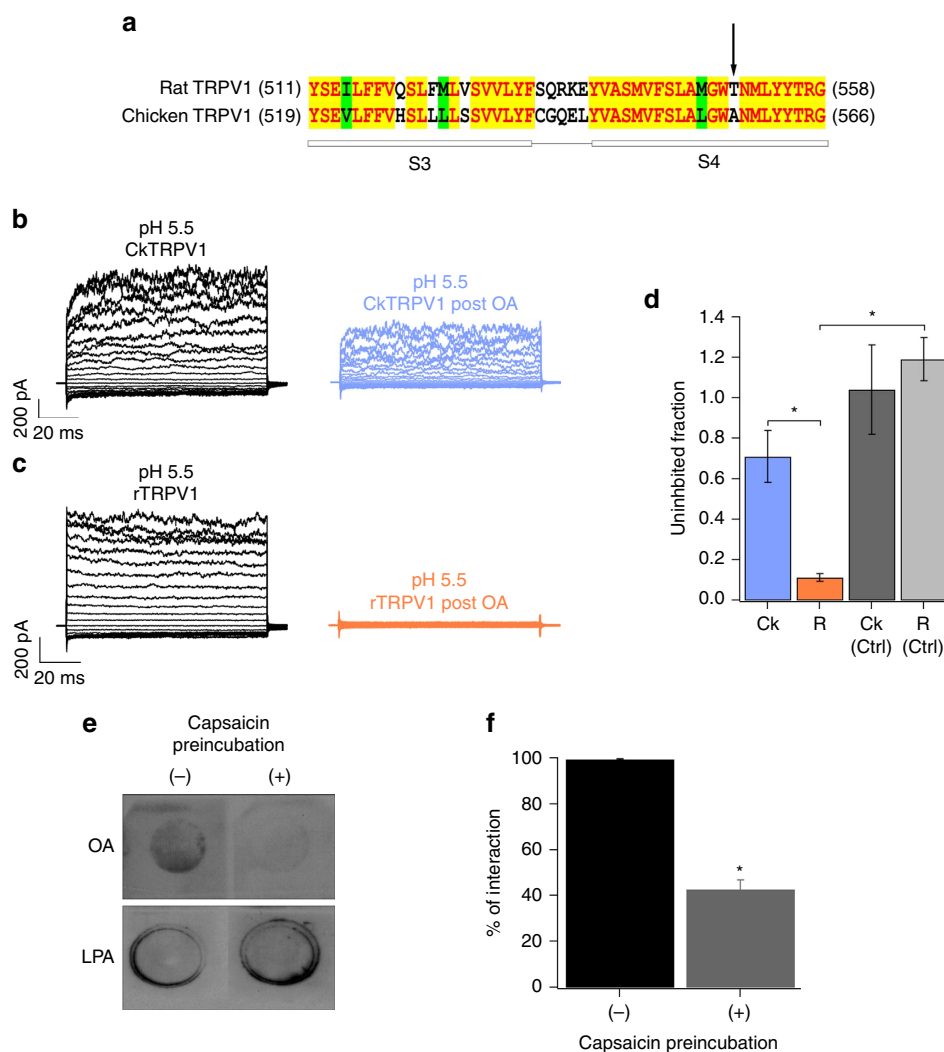 a
Rat TRPV1 (511) YSEILFFVQSLFMLVSVVLYFSQRKEYVASMVFSLAMGWTNMLYYTRG (558)
Chicken TRPV1 (519) YSEVLFFVHSLLLLSSVVLYFCGQELYVASMVFSLALGWANMLYYTRG (566)
S3 S4
b
pH 5.5
CkTRPV1
200 pA
20 ms
pH 5.5
CkTRPV1 post OA
c
pH 5.5
rTRPV1
200 pA
20 ms
pH 5.5
rTRPV1 post OA
d
Uninhbited fraction
1.4
1.2
1.0
0.8
0.6
0.4
0.2
0.0
*
*
Ck R Ck (Ctrl) R (Ctrl)
e
Capsaicin
preincubation
(–) (+)
OA
LPA
f
% of interaction
100
80
60
40
20
0
*
(–) (+)
Capsaicin preincubation